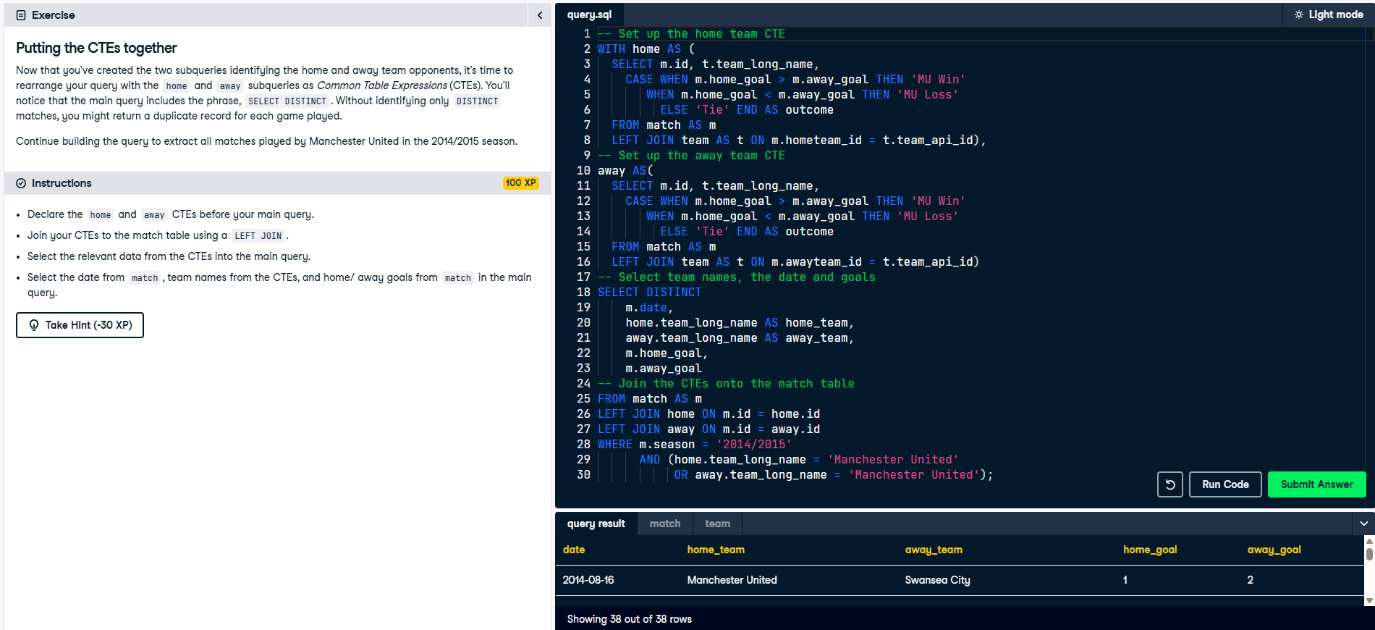 Exercise
Putting the CTEs together
Now that you've created the two subqueries identifying the home and away team opponents, it's time to
rearrange your query with the home and away subqueries as Common Table Expressions (CTEs). You'll
notice that the main query includes the phrase, SELECT DISTINCT. Without identifying only DISTINCT
matches, you might return a duplicate record for each game played.
Continue building the query to extract all matches played by Manchester United in the 2014/2015 season.
Instructions
100 XP
• Declare the home and away CTEs before your main query.
• Join your CTEs to the match table using a LEFT JOIN.
• Select the relevant data from the CTEs into the main query.
• Select the date from match, team names from the CTEs, and home/ away goals from match in the main
query.
Take Hint (-30 XP)
query.sql
Light mode
1 -- Set up the home team CTE
2 WITH home AS (
3   SELECT m.id, t.team_long_name,
4     CASE WHEN m.home_goal > m.away_goal THEN 'MU Win'
5        WHEN m.home_goal < m.away_goal THEN 'MU Loss'
6          ELSE 'Tie' END AS outcome
7   FROM match AS m
8   LEFT JOIN team AS t ON m.hometeam_id = t.team_api_id),
9 -- Set up the away team CTE
10 away AS(
11   SELECT m.id, t.team_long_name,
12     CASE WHEN m.home_goal > m.away_goal THEN 'MU Win'
13        WHEN m.home_goal < m.away_goal THEN 'MU Loss'
14          ELSE 'Tie' END AS outcome
15   FROM match AS m
16   LEFT JOIN team AS t ON m.awayteam_id = t.team_api_id)
17 -- Select team names, the date and goals
18 SELECT DISTINCT
19     m.date,
20     home.team_long_name AS home_team,
21     away.team_long_name AS away_team,
22     m.home_goal,
23     m.away_goal
24 -- Join the CTEs onto the match table
25 FROM match AS m
26 LEFT JOIN home ON m.id = home.id
27 LEFT JOIN away ON m.id = away.id
28 WHERE m.season = '2014/2015'
29       AND (home.team_long_name = 'Manchester United'
30            OR away.team_long_name = 'Manchester United');
Run Code
Submit Answer
query result match team
date home_team away_team home_goal away_goal
2014-08-16 Manchester United Swansea City 1 2
Showing 38 out of 38 rows